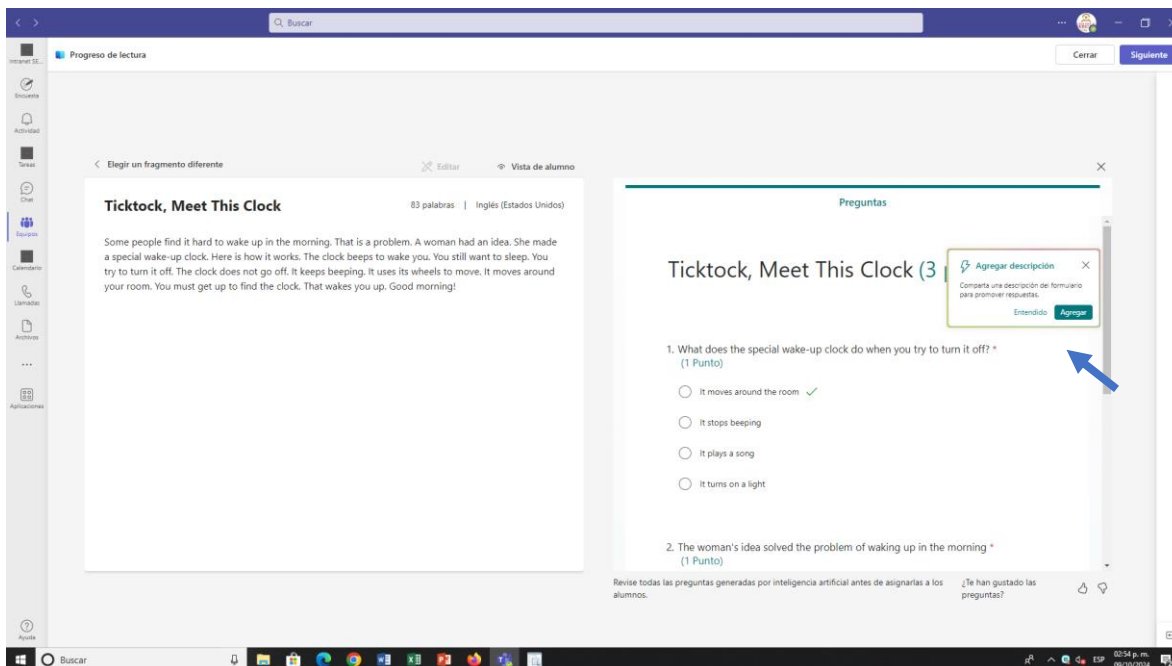 Buscar
Intranet SE...
Progreso de lectura
Cerrar
Siguiente
Encuesta
Actividad
Tareas
Chat
Equipos
Calendario
Llamadas
Archivos
Aplicaciones
Ayuda
Elegir un fragmento diferente
Editar
Vista de alumno
Ticktock, Meet This Clock
83 palabras | Inglés (Estados Unidos)
Some people find it hard to wake up in the morning. That is a problem. A woman had an idea. She made
a special wake-up clock. Here is how it works. The clock beeps to wake you. You still want to sleep. You
try to turn it off. The clock does not go off. It keeps beeping. It uses its wheels to move. It moves around
your room. You must get up to find the clock. That wakes you up. Good morning!
Preguntas
Ticktock, Meet This Clock (3
Agregar descripción
Comparta una descripción del formulario
para promover respuestas.
Entendido
Agregar
1. What does the special wake-up clock do when you try to turn it off? *
(1 Punto)
It moves around the room
It stops beeping
It plays a song
It turns on a light
2. The woman's idea solved the problem of waking up in the morning *
(1 Punto)
Revise todas las preguntas generadas por inteligencia artificial antes de asignarlas a los
alumnos.
¿Te han gustado las
preguntas?
Buscar
ESP
02:54 p. m.
09/10/2024